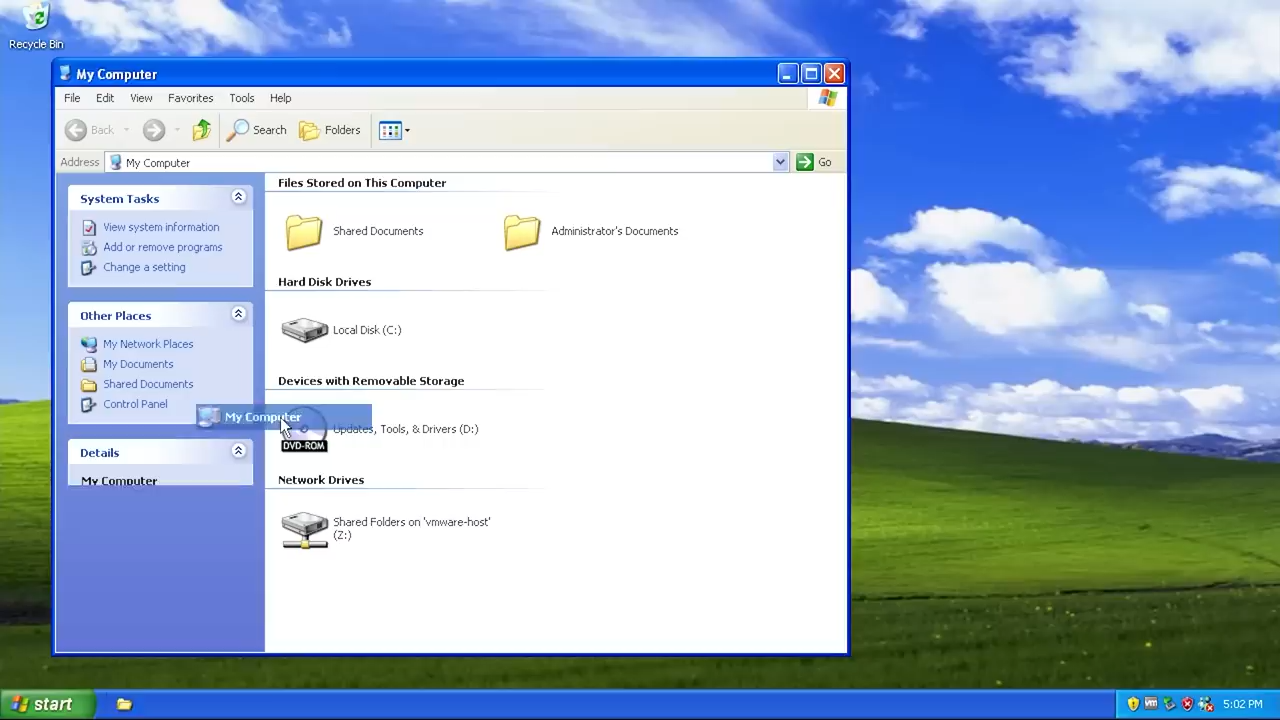 Recycle Bin
My Computer
File Edit View Favorites Tools Help
Back Search Folders
Address My Computer Go
System Tasks
View system information
Add or remove programs
Change a setting
Other Places
My Network Places
My Documents
Shared Documents
Control Panel
My Computer
Details
My Computer
Files Stored on This Computer
Shared Documents
Administrator's Documents
Hard Disk Drives
Local Disk (C:)
Devices with Removable Storage
DVD-ROM
Updates, Tools, & Drivers (D:)
Network Drives
Shared Folders on 'vmware-host'
(Z:)
start
5:02 PM